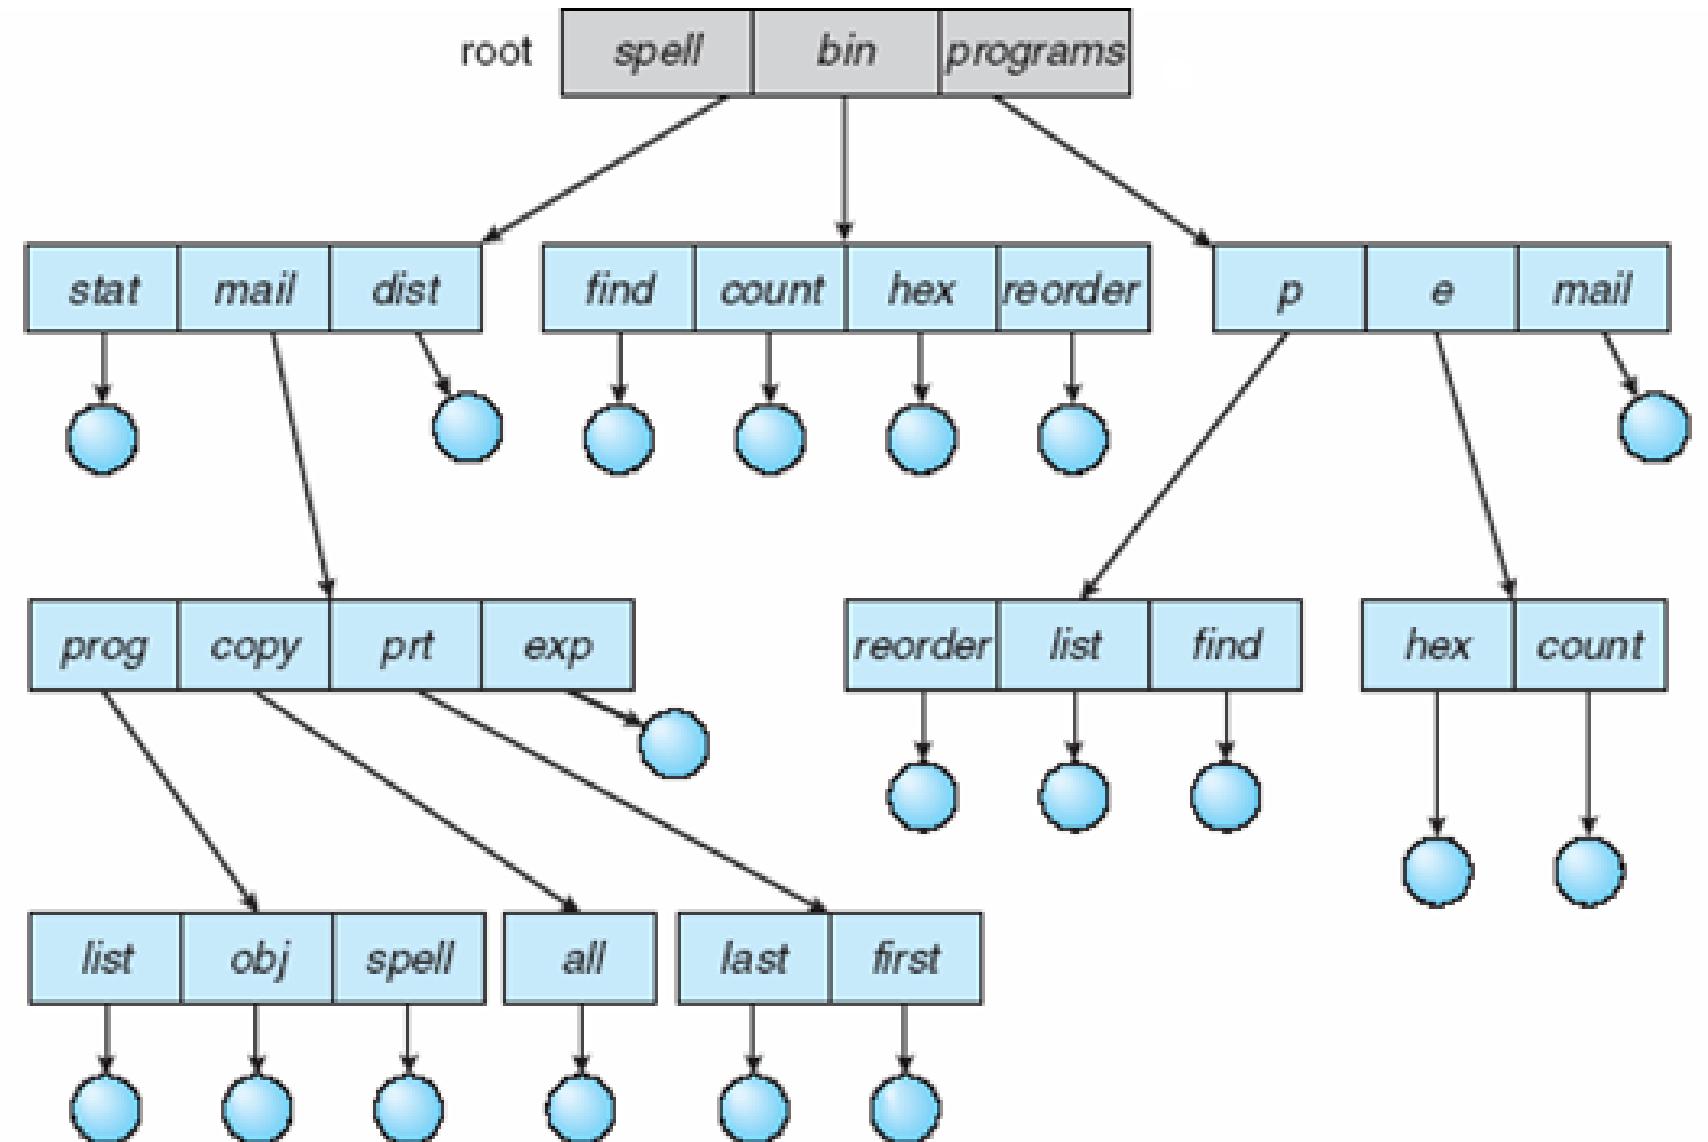 root spell bin programs
stat mail dist find count hex reorder p e mail
prog copy prt exp reorder list find hex count
list obj spell all last first